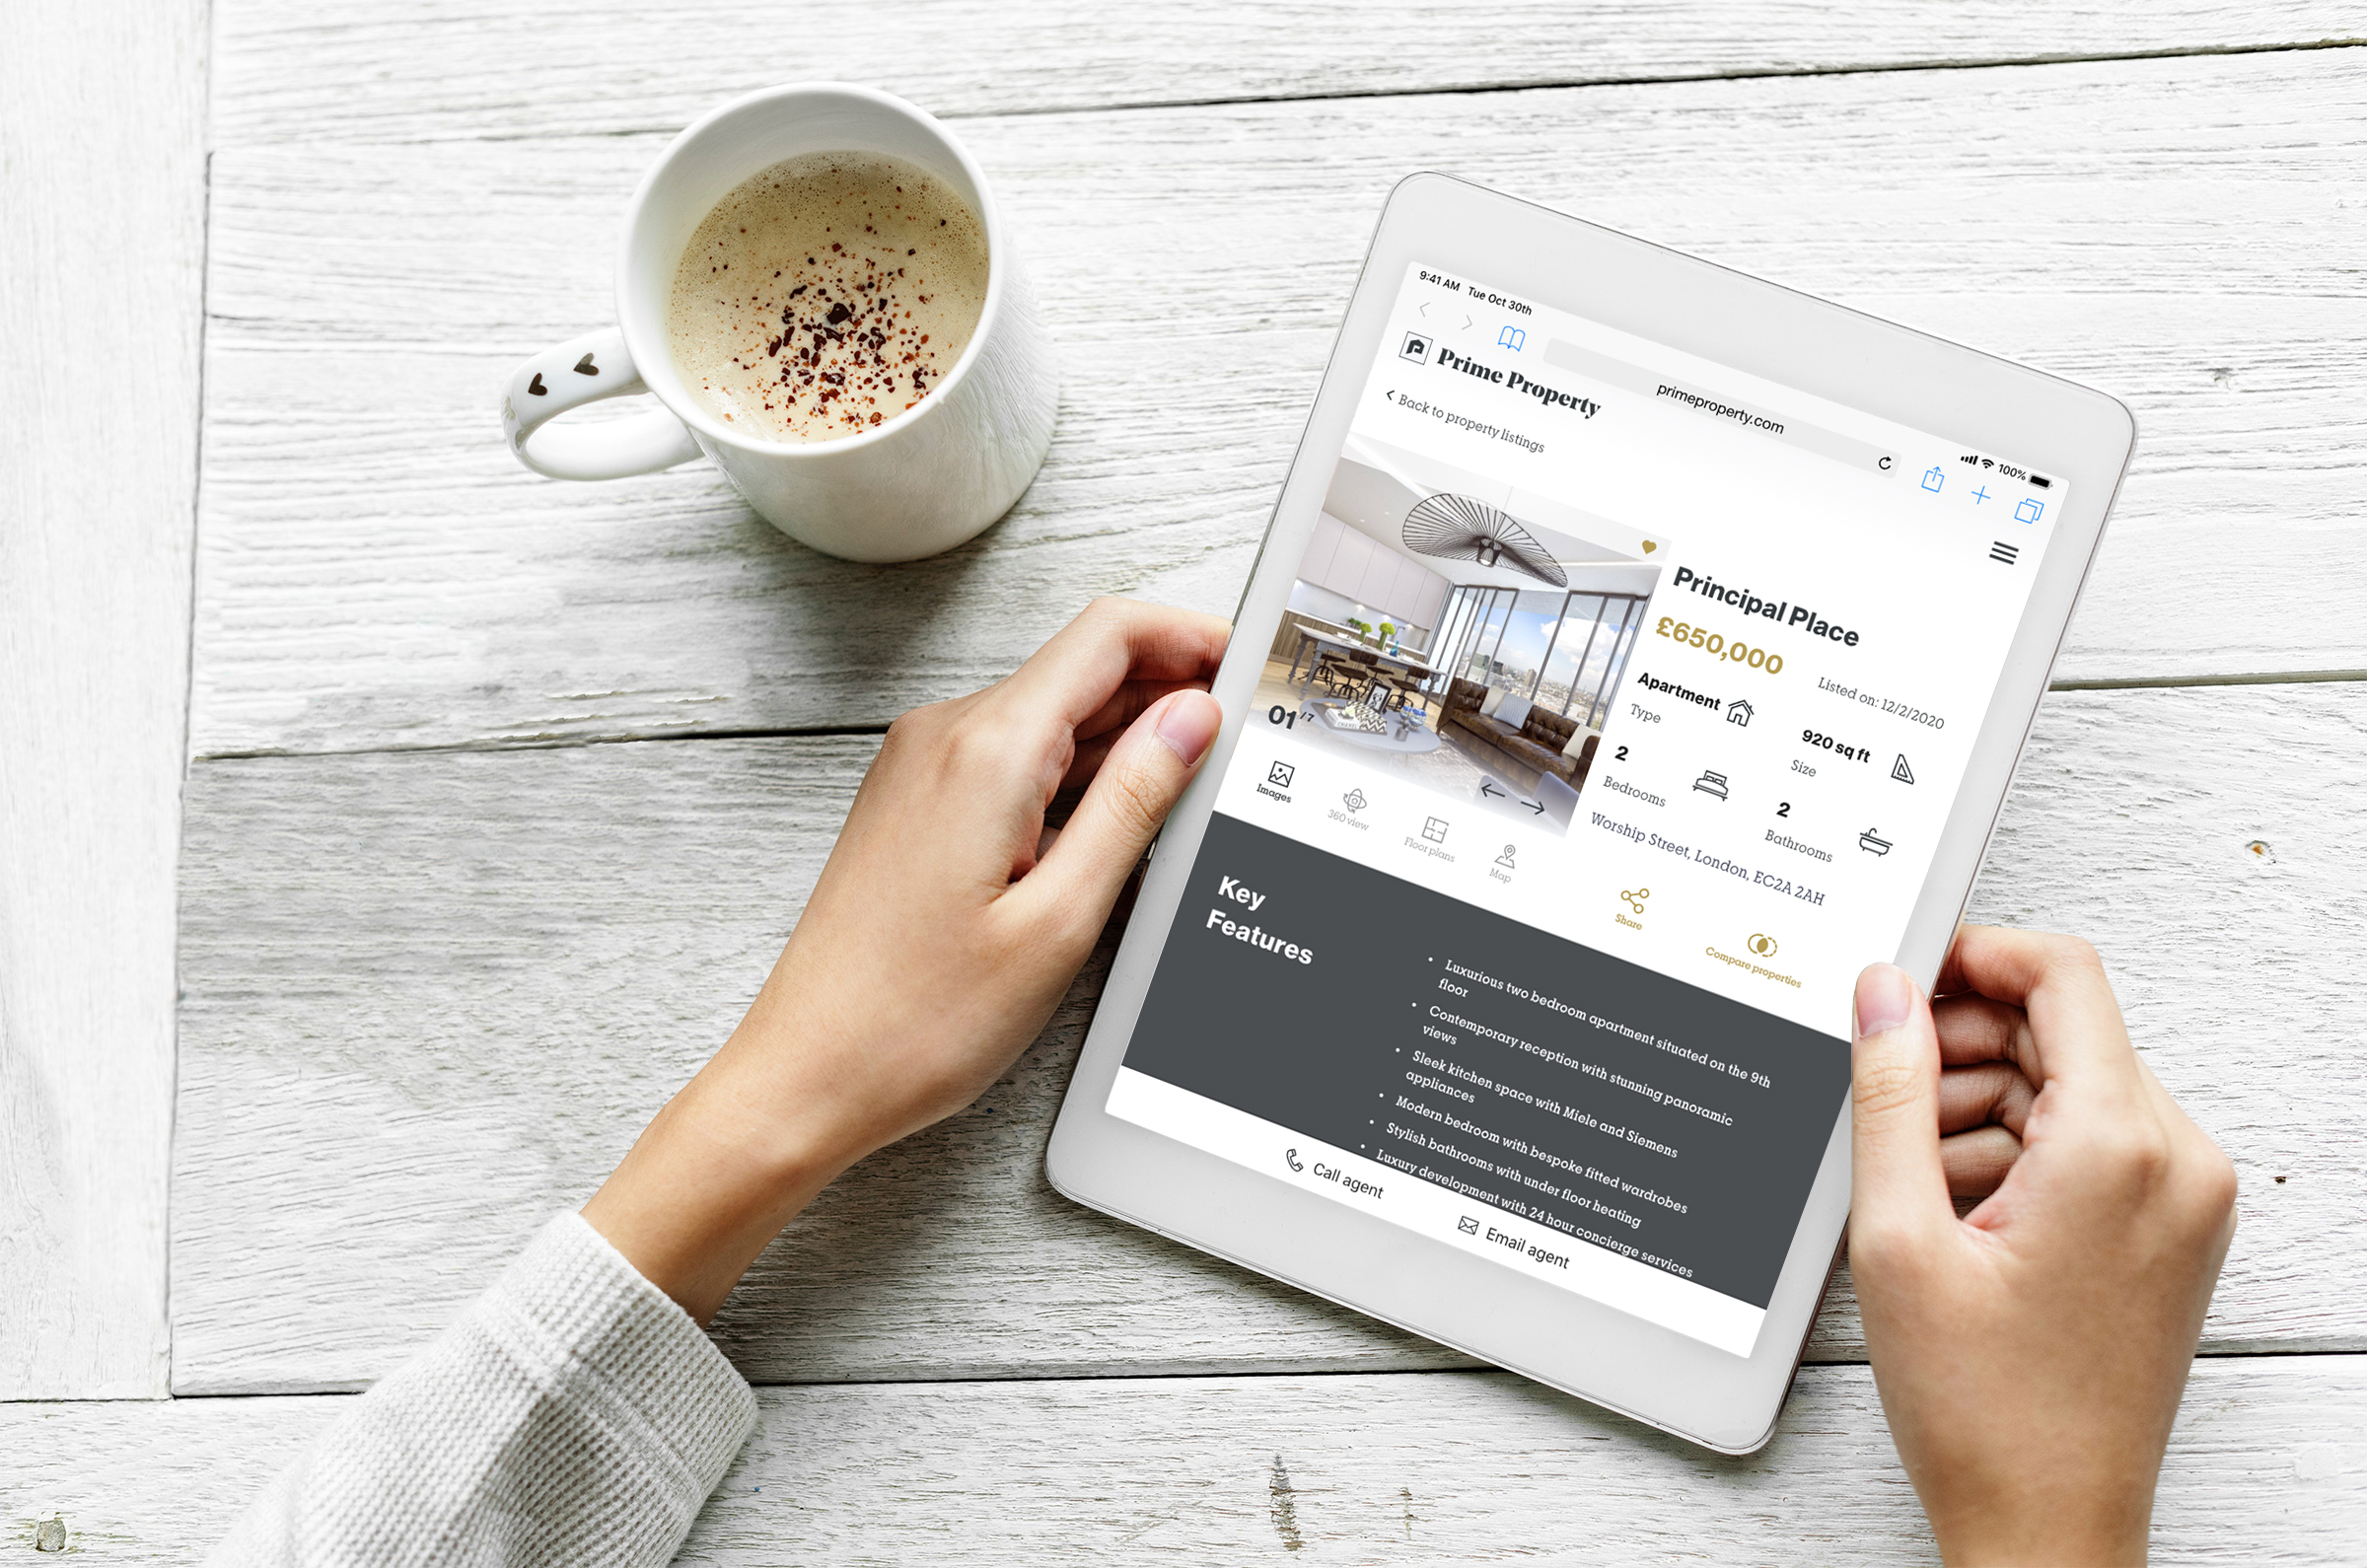 9:41 AM Tue Oct 30th
100%
primeproperty.com
Prime Property
Back to property listings
Principal Place
£650,000
Listed on: 12/2/2020
Apartment
Type
920 sq ft
Size
2
Bedrooms
2
Bathrooms
Worship Street, London, EC2A 2AH
01/7
Images
360 view
Floor plans
Map
Share
Compare properties
Key
Features
• Luxurious two bedroom apartment situated on the 9th
floor
• Contemporary reception with stunning panoramic
views
• Sleek kitchen space with Miele and Siemens
appliances
• Modern bedroom with bespoke fitted wardrobes
• Stylish bathrooms with under floor heating
• Luxury development with 24 hour concierge services
Call agent
Email agent